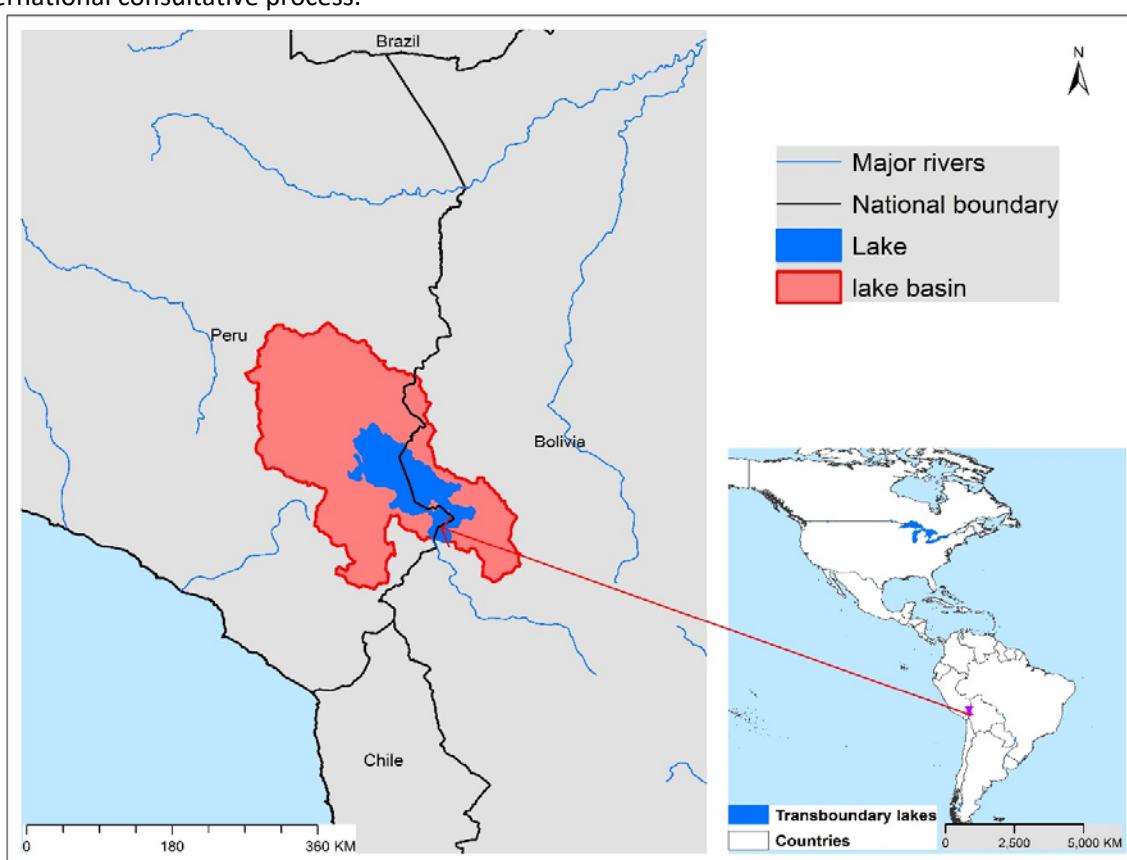 ernational consultative process.
Brazil
N
Major rivers
National boundary
Lake
lake basin
Peru
Bolivia
Chile
0 180 360 KM
Transboundary lakes
Countries
0 2,500 5,000 KM